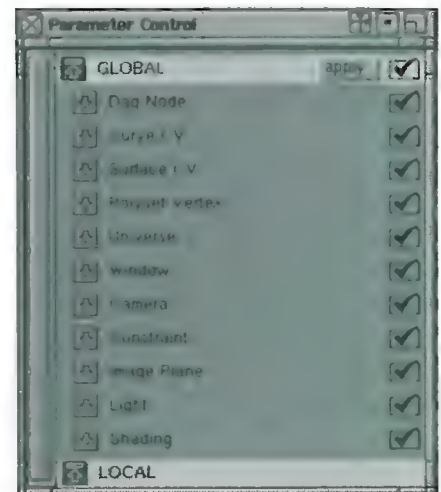 Parameter Control
GLOBAL apply
Dag Node
Curve CV
Surface CV
Polyset Vertex
Universe
Window
Camera
Constraint
Image Plane
Light
Shading
LOCAL